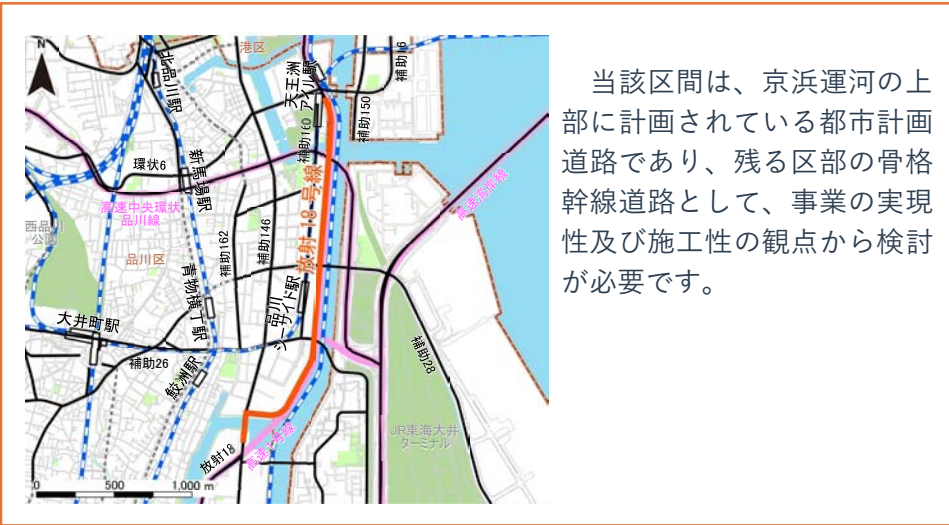 当該区間は、京浜運河の上
部に計画されている都市計画
道路であり、残る区部の骨格
幹線道路として、事業の実現
性及び施工性の観点から検討
が必要です。
N
港区
北品川駅
天王洲
アイル駅
補助16
補助150
補助160
環状6
新馬場駅
高速中央環状
品川線
放射18号線
高速湾岸線
西品川
公園
品川区
補助162
補助146
青物横丁駅
品川
シーサイド駅
大井町駅
補助26
鮫洲駅
補助28
JR東海大井
ターミナル
放射18
高速1号線
0 500 1,000 m